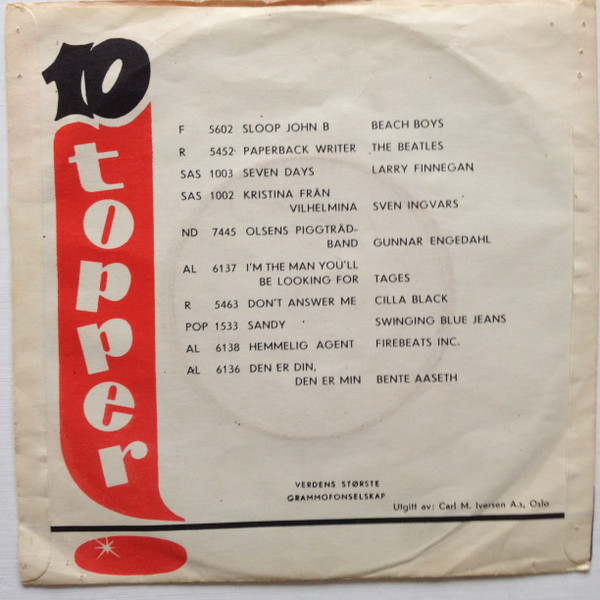 10
topper
F 5602 SLOOP JOHN B BEACH BOYS
R 5452 PAPERBACK WRITER THE BEATLES
SAS 1003 SEVEN DAYS LARRY FINNEGAN
SAS 1002 KRISTINA FRÅN
VILHELMINA SVEN INGVARS
ND 7445 OLSENS PIGGTRÅD-
BAND GUNNAR ENGEDAHL
AL 6137 I'M THE MAN YOU'LL
BE LOOKING FOR TAGES
R 5463 DON'T ANSWER ME CILLA BLACK
POP 1533 SANDY SWINGING BLUE JEANS
AL 6138 HEMMELIG AGENT FIREBEATS INC.
AL 6136 DEN ER DIN,
DEN ER MIN BENTE AASETH
VERDENS STØRSTE
GRAMMOFONSELSKAP
Utgitt av: Carl M. Iversen A.s, Oslo